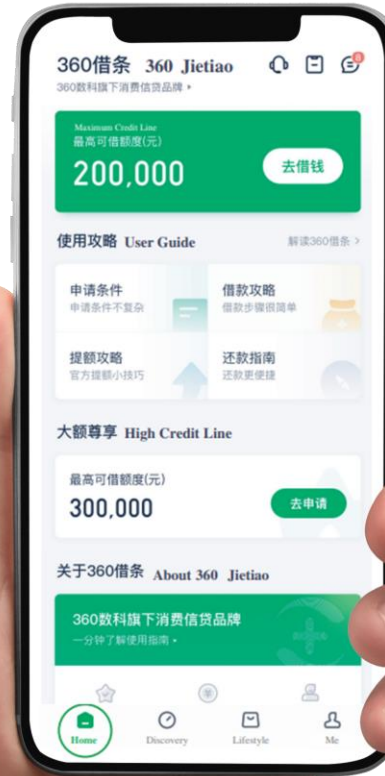 360借条 360 Jietiao
8
360数科旗下消费信贷品牌
Maximum Credit Line
最高可借额度(元)
200,000
去借钱
使用攻略 User Guide
解读360借条 >
申请条件
申请条件不复杂
借款攻略
借款步骤很简单
提额攻略
官方提额小技巧
还款指南
还款更便捷
大额尊享 High Credit Line
最高可借额度(元)
300,000
去申请
关于360借条 About 360 Jietiao
360数科旗下消费信贷品牌
一分钟了解使用指南
Home
Discovery
Lifestyle
Me